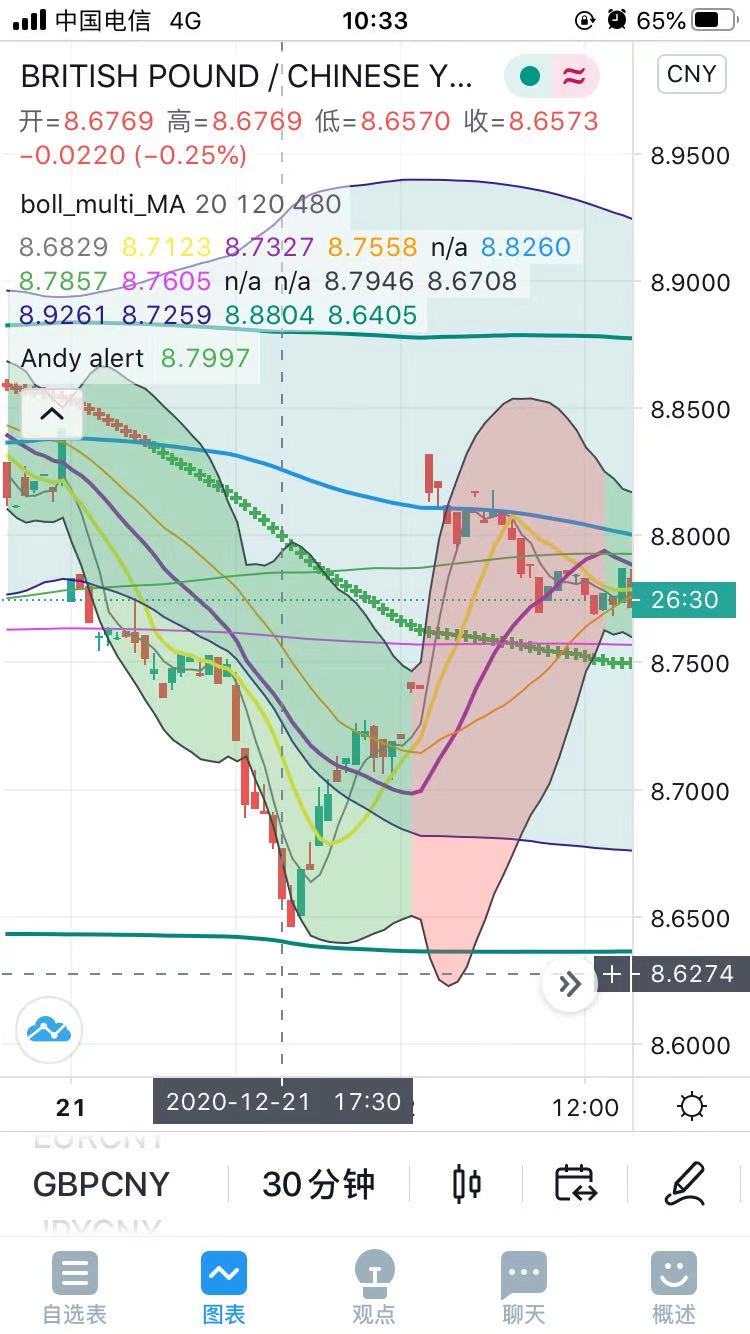 中国电信 4G 10:33 65%
BRITISH POUND / CHINESE Y... CNY
开=8.6769 高=8.6769 低=8.6570 收=8.6573
−0.0220 (−0.25%)
8.9500
boll_multi_MA 20 120 480
8.6829 8.7123 8.7327 8.7558 n/a 8.8260
8.7857 8.7605 n/a n/a 8.7946 8.6708
8.9000
8.9261 8.7259 8.8804 8.6405
Andy alert 8.7997
8.8500
8.8000
26:30
8.7500
8.7000
8.6500
8.6274
8.6000
21 2020-12-21 17:30 12:00
EURCNY
GBPCNY 30分钟
JPYCNY
自选表 图表 观点 聊天 概述